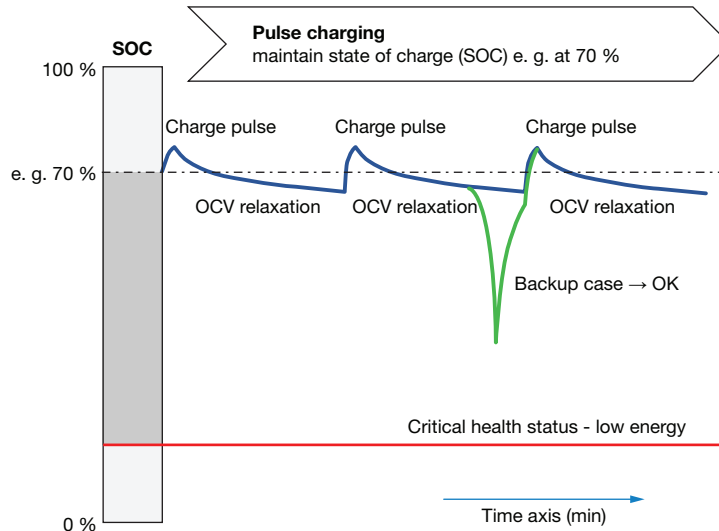 Pulse charging
maintain state of charge (SOC) e. g. at 70 %
SOC
100 %
Charge pulse
Charge pulse
Charge pulse
e. g. 70 %
OCV relaxation
OCV relaxation
OCV relaxation
Backup case → OK
Critical health status - low energy
Time axis (min)
0 %